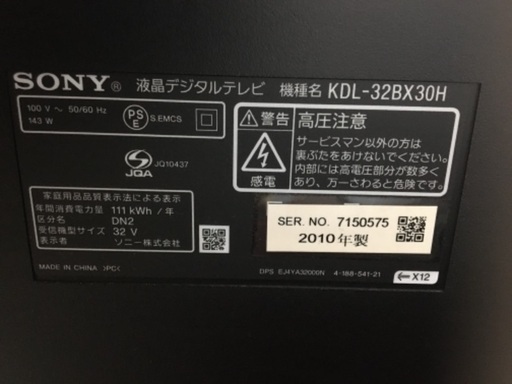 SONY® 液晶デジタルテレビ 機種名 KDL-32BX30H
100 V ～ 50/60 Hz
143 W
PS
E
S.EMCS
JQA
JQ10437
警告 高圧注意
感電
サービスマン以外の方は
裏ぶたをあけないでください。
内部には高電圧部分が数多く
あり、万一さわると危険です。
家庭用品品質表示法による表示
年間消費電力量 111 kWh / 年
区分名 DN2
受信機型サイズ 32 V
表示者 ソニー株式会社
SER. NO. 7150575
2010年製
MADE IN CHINA >PC<
DPS EJ4YA32000N 4-188-541-21
X12